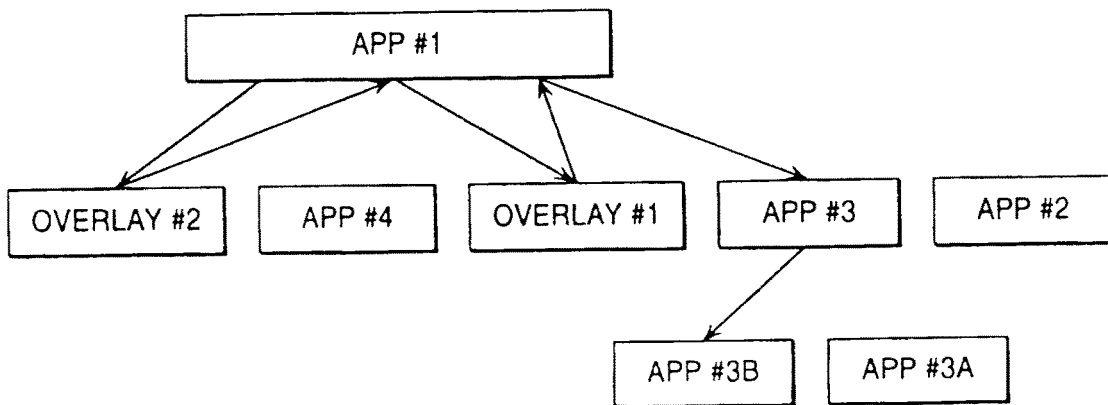 APP #1
OVERLAY #2
APP #4
OVERLAY #1
APP #3
APP #2
APP #3B
APP #3A